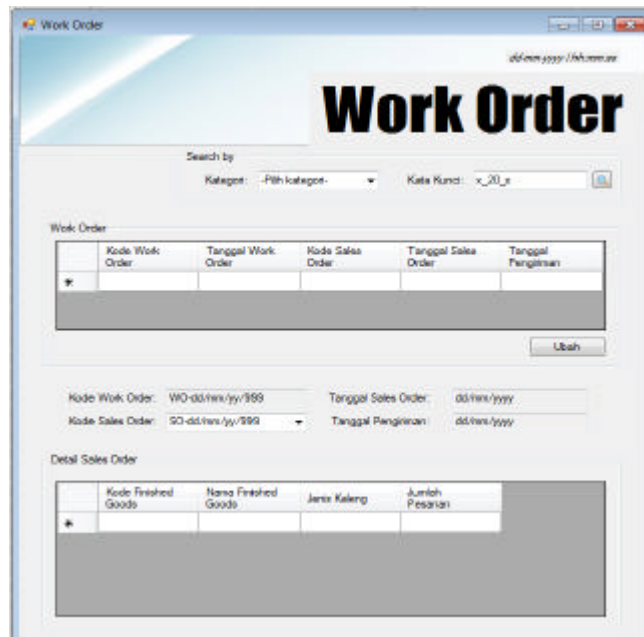 Work Order
dd-mm-yyyy / hh:mm:ss
Work Order
Search by
Kategori: -Pilih kategori- Kata Kunci: x_20_x
Work Order
Kode Work Order Tanggal Work Order Kode Sales Order Tanggal Sales Order Tanggal Pengiriman
Ubah
Kode Work Order: WO-dd/mm/yy/999 Tanggal Sales Order: dd/mm/yyyy
Kode Sales Order: SO-dd/mm/yy/999 Tanggal Pengiriman: dd/mm/yyyy
Detail Sales Order
Kode Finished Goods Nama Finished Goods Jenis Kaleng Jumlah Pesanan